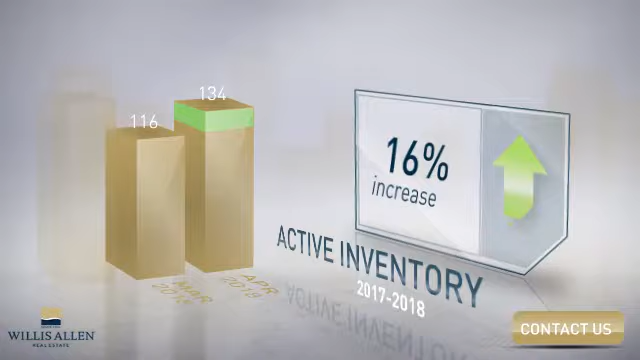 134
116
16%
increase
ACTIVE INVENTORY
2017-2018
MAR
2018
APR
2018
WILLIS ALLEN
REAL ESTATE
CONTACT US